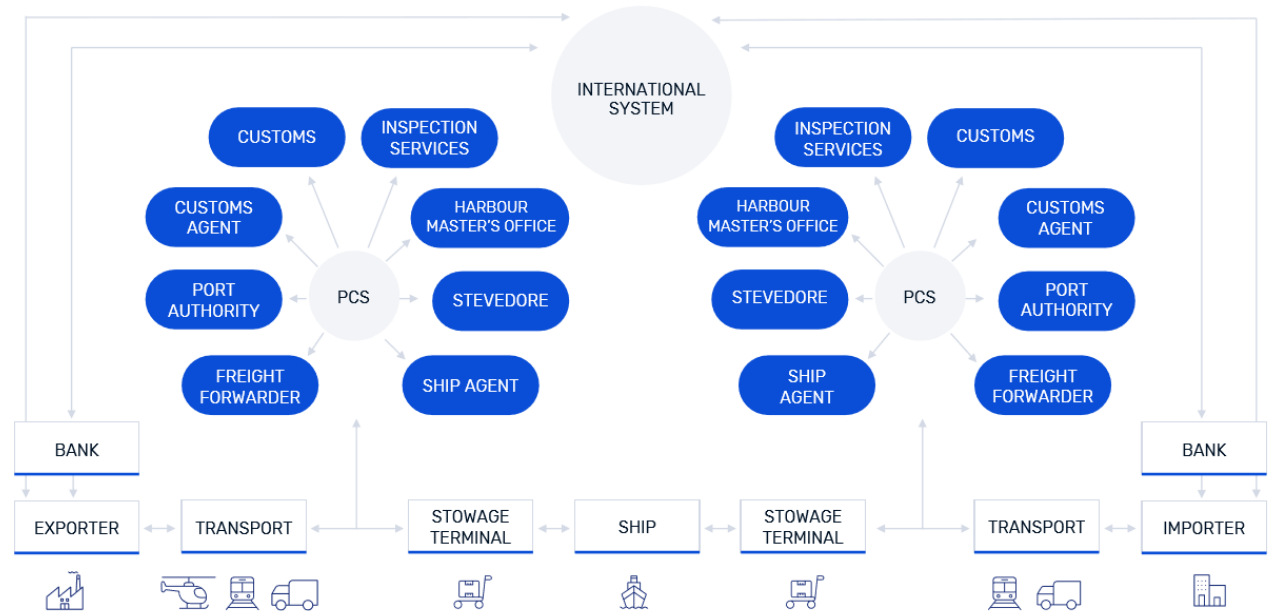 INTERNATIONAL
SYSTEM
CUSTOMS
INSPECTION
SERVICES
CUSTOMS
AGENT
HARBOUR
MASTER'S OFFICE
PORT
AUTHORITY
PCS
STEVEDORE
FREIGHT
FORWARDER
SHIP AGENT
INSPECTION
SERVICES
CUSTOMS
HARBOUR
MASTER'S OFFICE
CUSTOMS
AGENT
STEVEDORE
PCS
PORT
AUTHORITY
SHIP
AGENT
FREIGHT
FORWARDER
BANK
BANK
EXPORTER
TRANSPORT
STOWAGE
TERMINAL
SHIP
STOWAGE
TERMINAL
TRANSPORT
IMPORTER